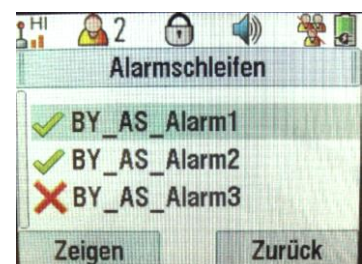 HI 2
Alarmschleifen
BY_AS_Alarm1
BY_AS_Alarm2
BY_AS_Alarm3
Zeigen Zurück